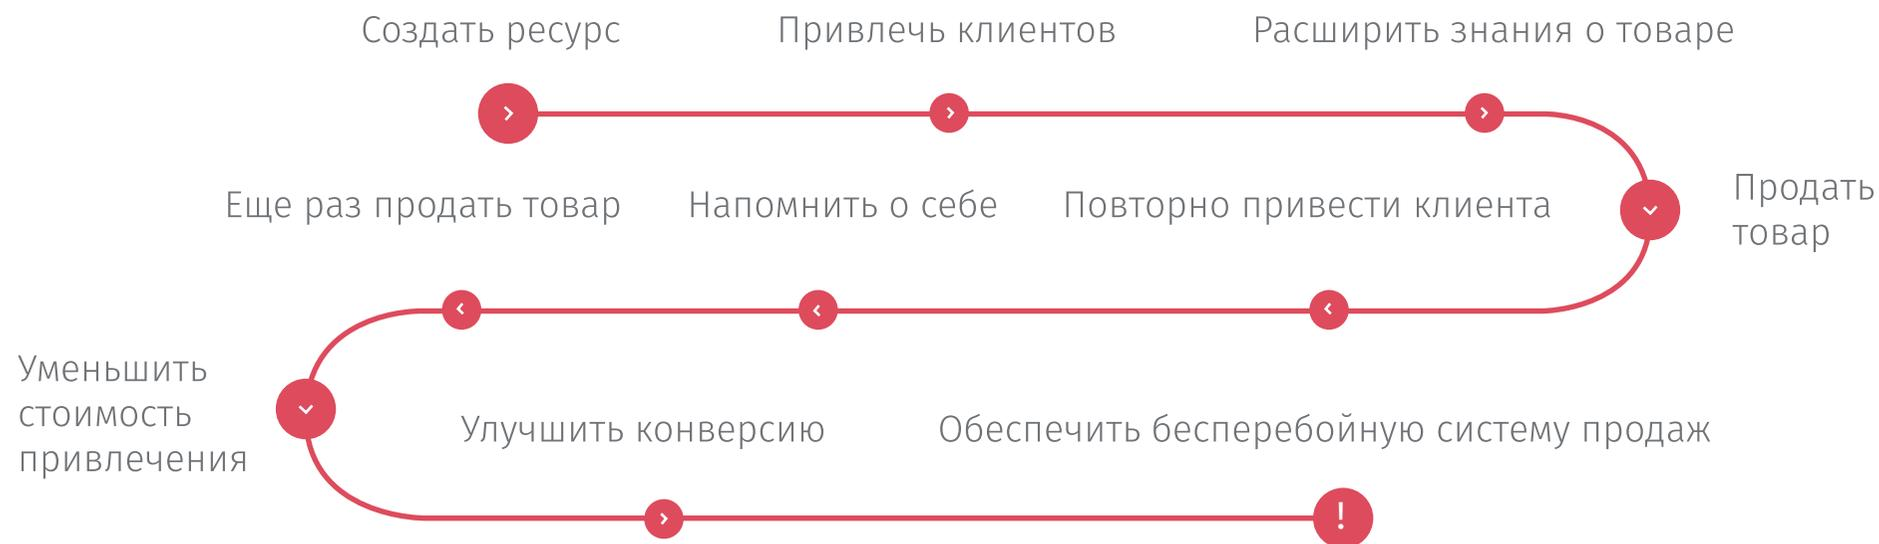 Создать ресурс
Привлечь клиентов
Расширить знания о товаре
Продать
товар
Повторно привести клиента
Напомнить о себе
Еще раз продать товар
Уменьшить
стоимость
привлечения
Улучшить конверсию
Обеспечить бесперебойную систему продаж
!